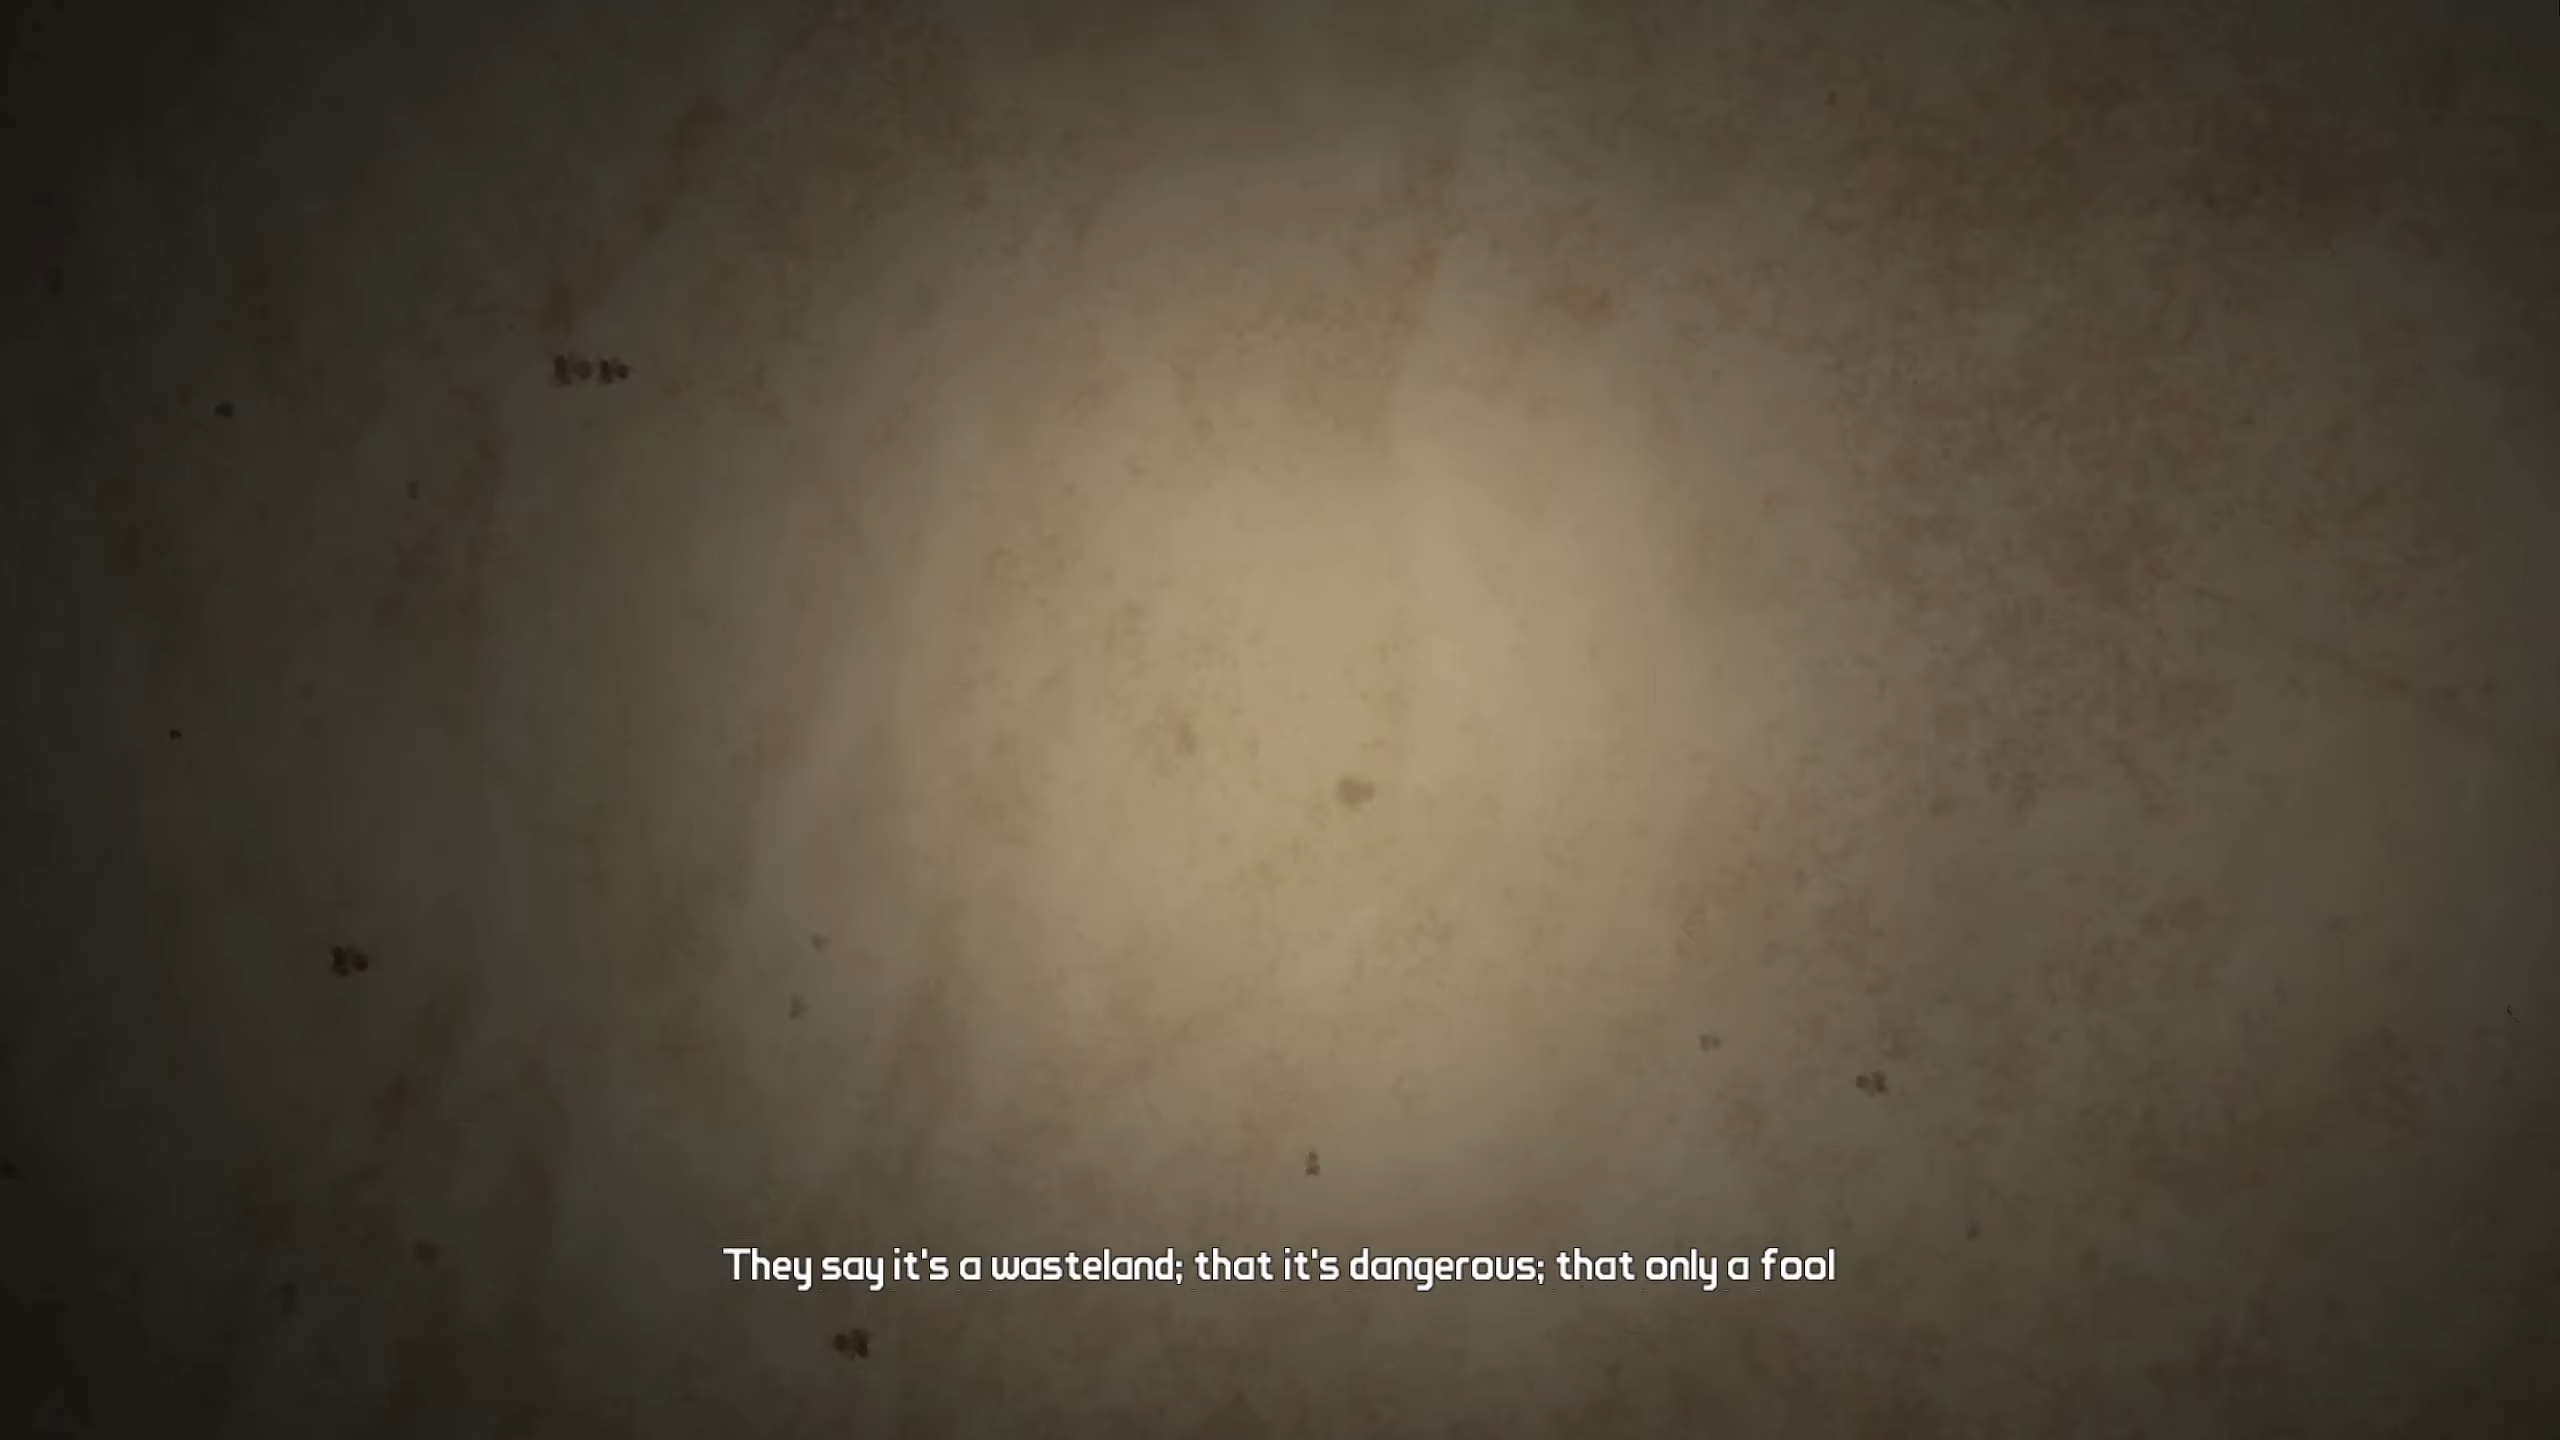 They say it's a wasteland; that it's dangerous; that only a fool